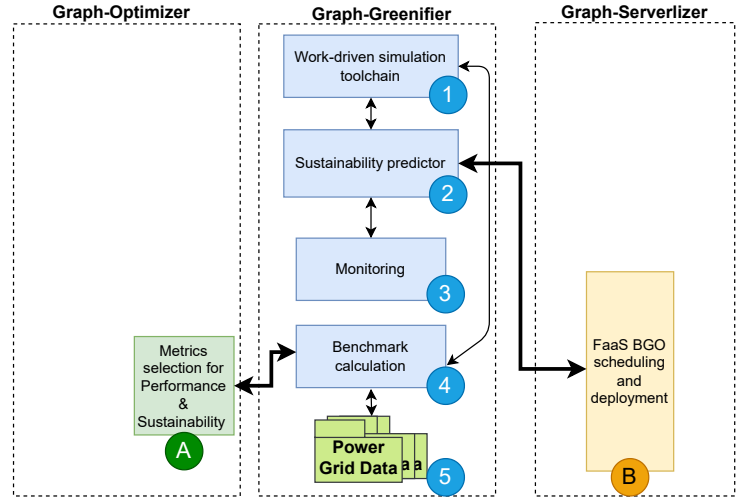 Graph-Optimizer
Graph-Greenifier
Graph-Serverlizer
Work-driven simulation
toolchain
1
Sustainability predictor
2
Monitoring
3
Benchmark
calculation
4
Power
Grid Data
a
a
5
Metrics
selection for
Performance
&
Sustainability
A
FaaS BGO
scheduling
and
deployment
B